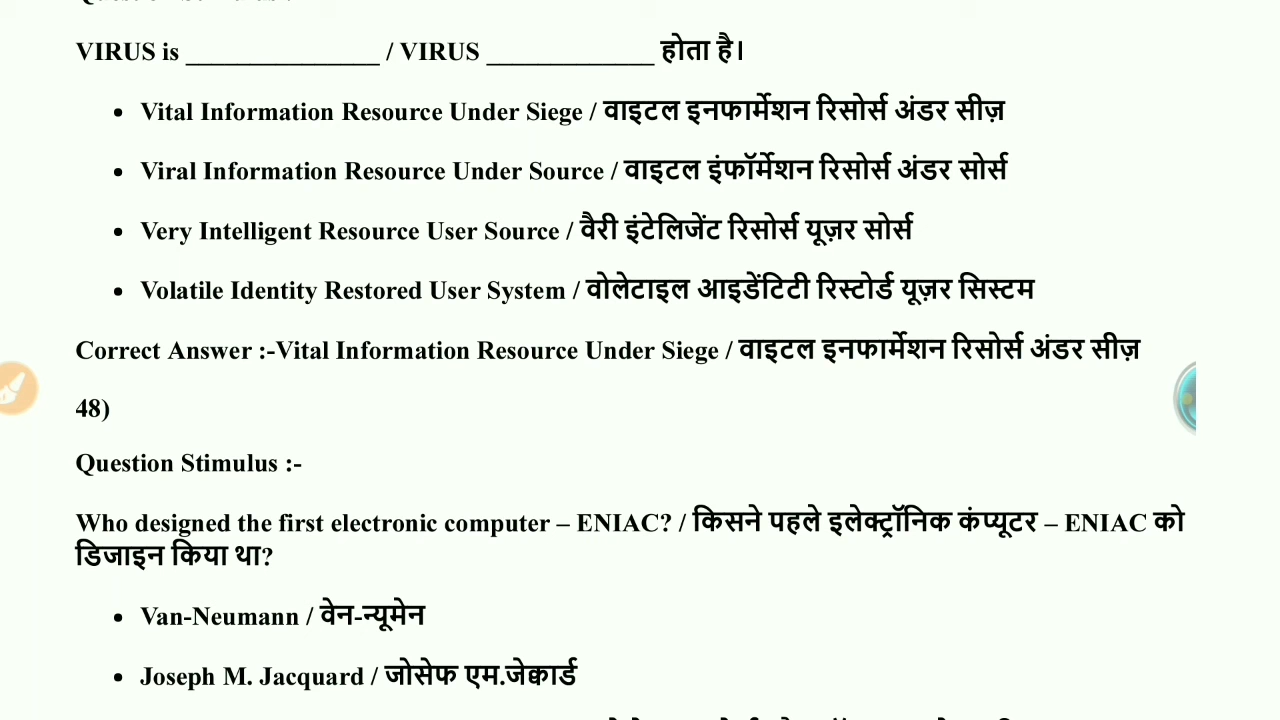 VIRUS is _______________ / VIRUS _____________ होता है।
• Vital Information Resource Under Siege / वाइटल इनफार्मेशन रिसोर्स अंडर सीज़
• Viral Information Resource Under Source / वाइटल इंफॉर्मेशन रिसोर्स अंडर सोर्स
• Very Intelligent Resource User Source / वैरी इंटेलिजेंट रिसोर्स यूज़र सोर्स
• Volatile Identity Restored User System / वोलेटाइल आइडेंटिटी रिस्टोर्ड यूज़र सिस्टम
Correct Answer :-Vital Information Resource Under Siege / वाइटल इनफार्मेशन रिसोर्स अंडर सीज़
48)
Question Stimulus :-
Who designed the first electronic computer – ENIAC? / किसने पहले इलेक्ट्रॉनिक कंप्यूटर – ENIAC को
डिजाइन किया था?
• Van-Neumann / वेन-न्यूमेन
• Joseph M. Jacquard / जोसेफ एम.जेक्कार्ड